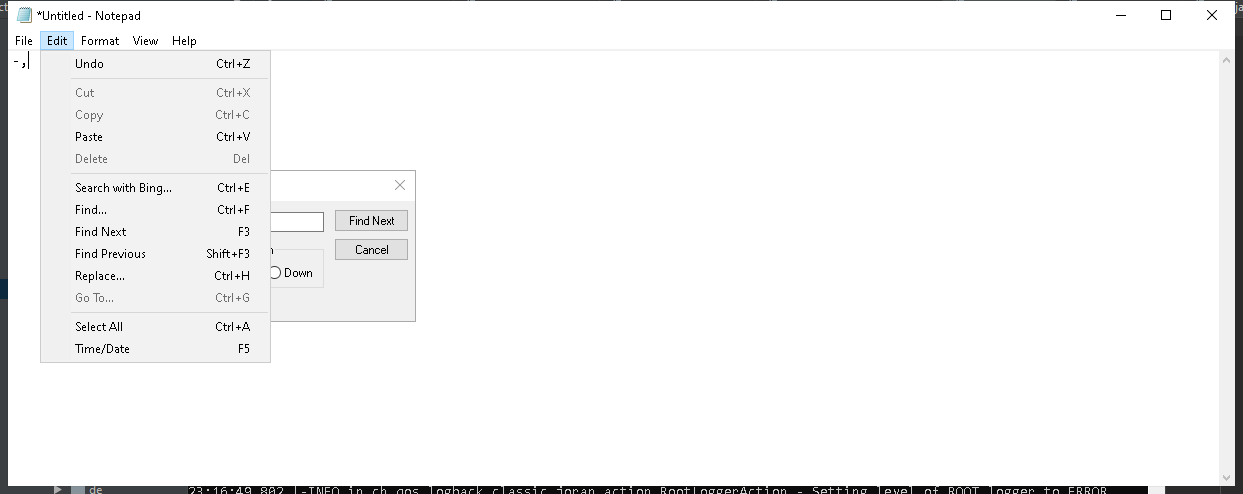 *Untitled - Notepad
File Edit Format View Help
-,
Undo Ctrl+Z
Cut Ctrl+X
Copy Ctrl+C
Paste Ctrl+V
Delete Del
Search with Bing... Ctrl+E
Find... Ctrl+F
Find Next F3
Find Previous Shift+F3
Replace... Ctrl+H
Go To... Ctrl+G
Select All Ctrl+A
Time/Date F5
Find Next
Cancel
Down
de
23:16:49,802 |-INFO in ch.qos.logback.classic.joran.action.RootLoggerAction - Setting level of ROOT logger to ERROR